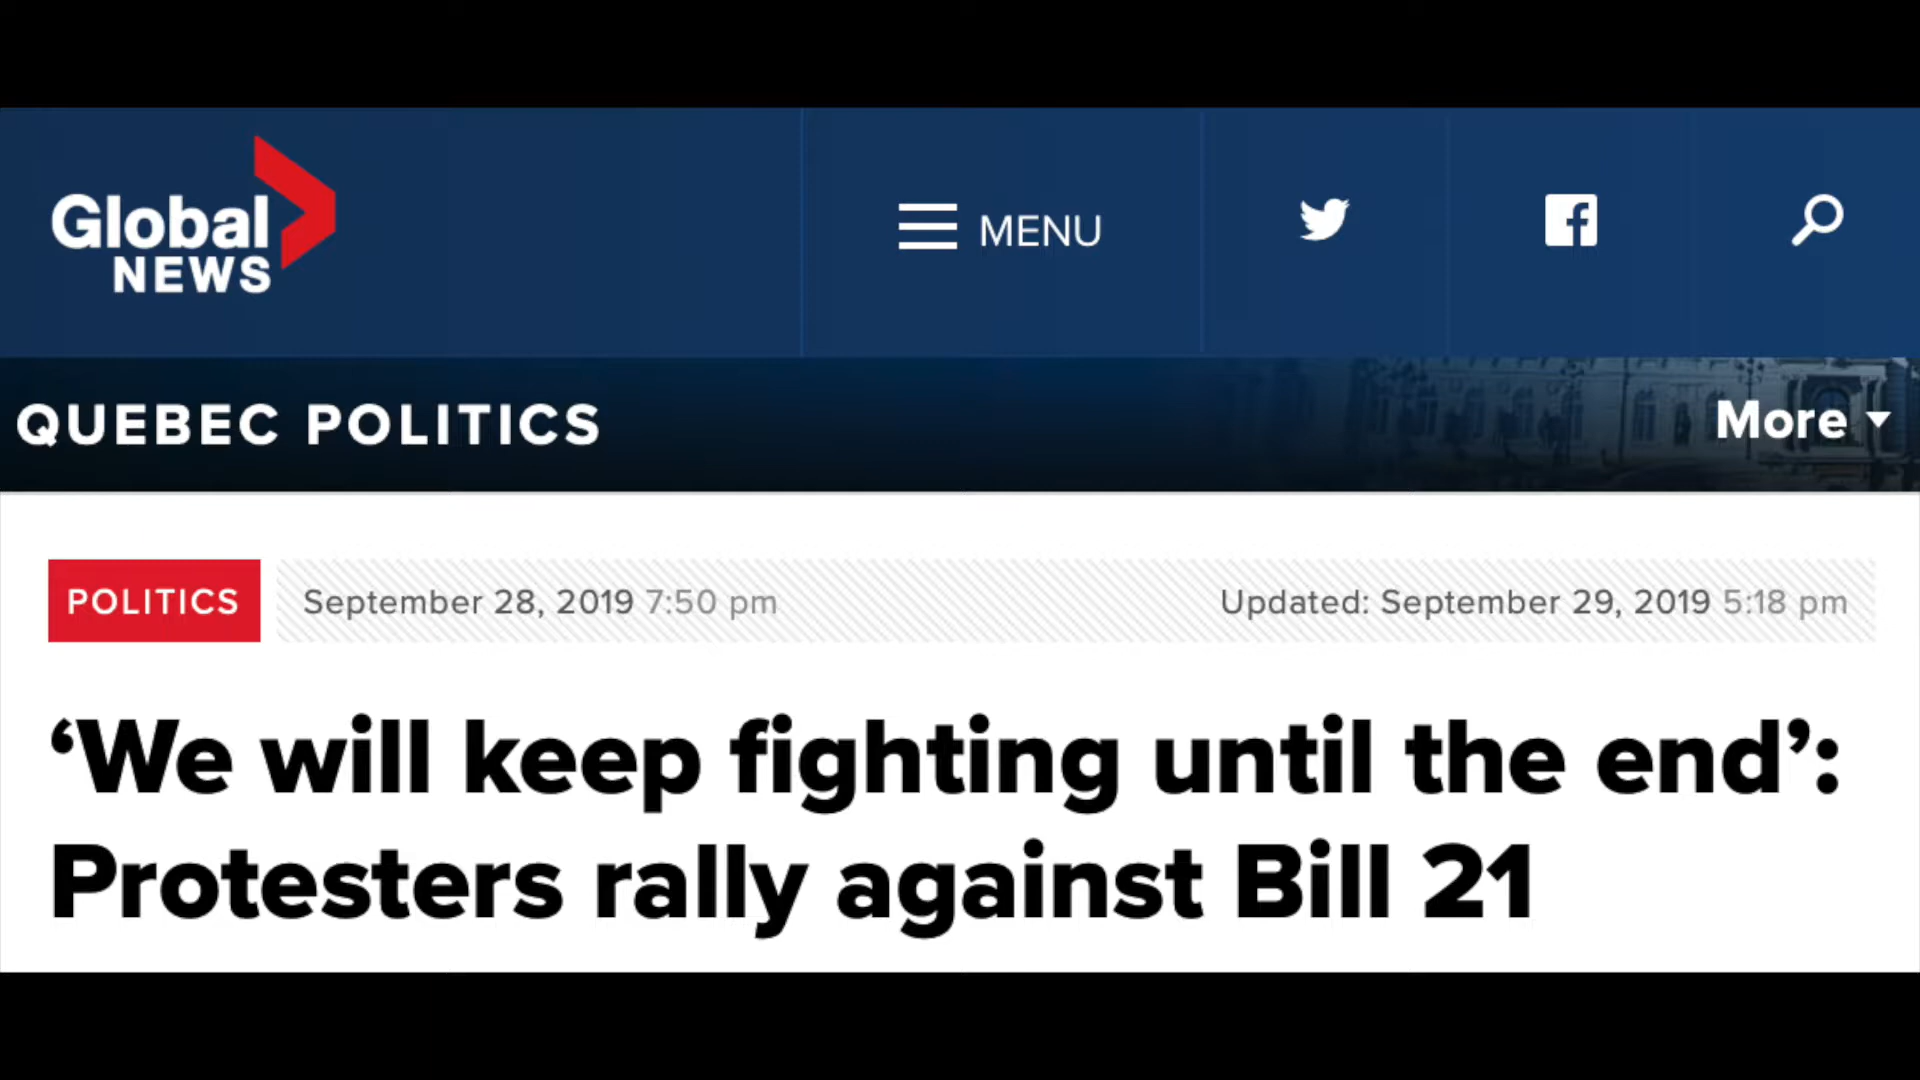 Global
NEWS
MENU
QUEBEC POLITICS
More
POLITICS
September 28, 2019 7:50 pm
Updated: September 29, 2019 5:18 pm
‘We will keep fighting until the end’:
Protesters rally against Bill 21